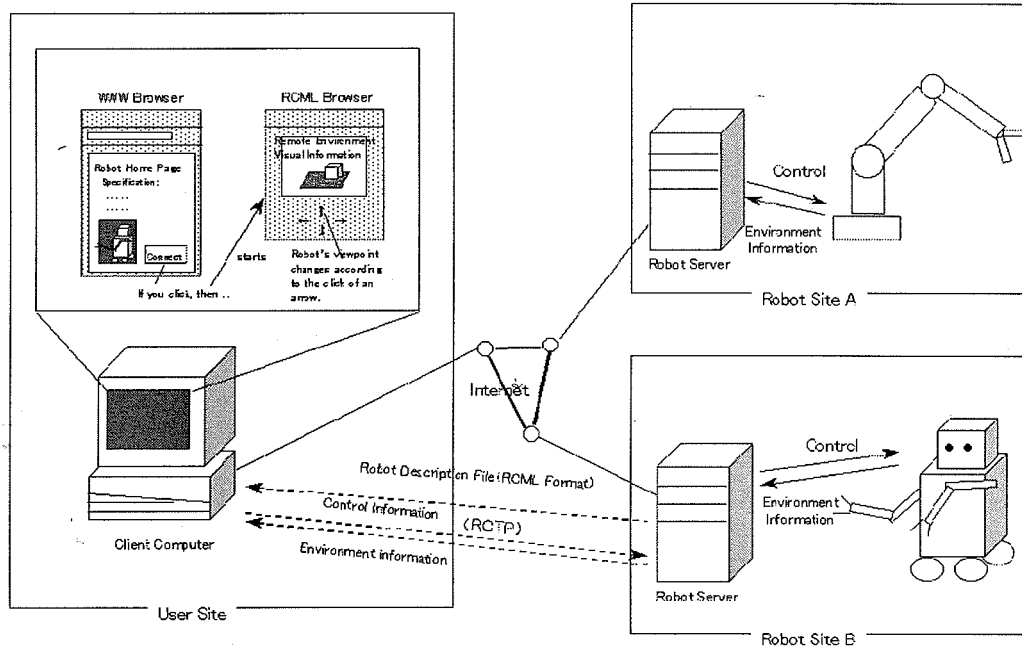 WWW Browser
RCML Browser
Robot Home Page
Specification:
.....
.....
Connect
If you click, then ..
starts
Remote Environment
Visual Information
Robot's viewpoint
changes according
to the click of an
arrow.
Client Computer
User Site
Internet
Robot Description File(RCML Format)
Control Information
(RCTP)
Environment information
Control
Environment
Information
Robot Server
Robot Site A
Control
Environment
Information
Robot Server
Robot Site B